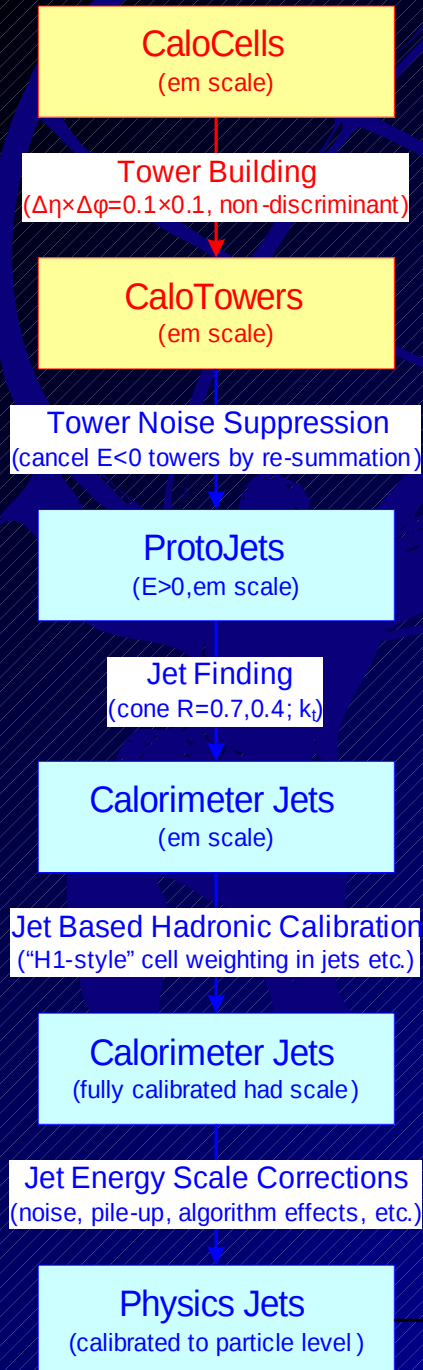 CaloCells
(em scale)
Tower Building
(Δη×Δφ=0.1×0.1, non-discriminant)
CaloTowers
(em scale)
Tower Noise Suppression
(cancel E<0 towers by re-summation)
ProtoJets
(E>0,em scale)
Jet Finding
(cone R=0.7,0.4; kₜ)
Calorimeter Jets
(em scale)
Jet Based Hadronic Calibration
(“H1-style” cell weighting in jets etc.)
Calorimeter Jets
(fully calibrated had scale)
Jet Energy Scale Corrections
(noise, pile-up, algorithm effects, etc.)
Physics Jets
(calibrated to particle level)